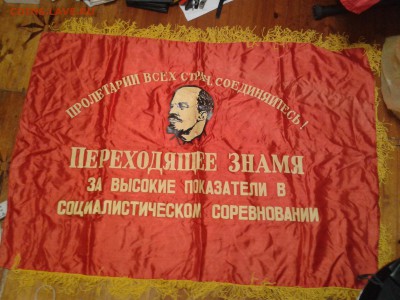 ПРОЛЕТАРИИ ВСЕХ СТРАН, СОЕДИНЯЙТЕСЬ!
ПЕРЕХОДЯЩЕЕ ЗНАМЯ
ЗА ВЫСОКИЕ ПОКАЗАТЕЛИ В
СОЦИАЛИСТИЧЕСКОМ СОРЕВНОВАНИИ